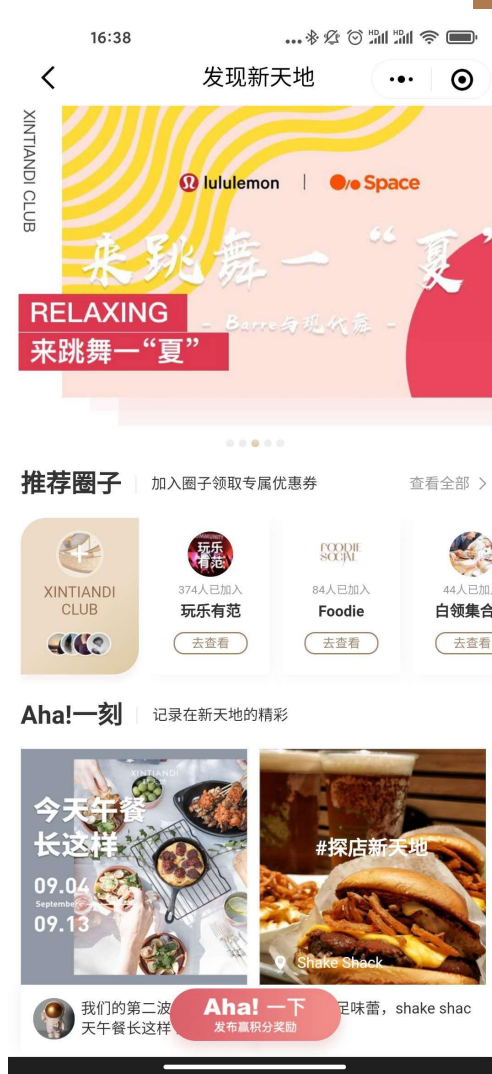 16:38
发现新天地
XINTIANDI CLUB
lululemon
Space
来跳舞一“夏”
- Barre与现代舞 -
RELAXING
来跳舞一“夏”
推荐圈子
加入圈子领取专属优惠券
查看全部
XINTIANDI
CLUB
玩乐
有范
374人已加入
玩乐有范
去查看
FOODIE
SOCIAL
84人已加入
Foodie
去查看
44人已加
白领集合
去查看
Aha!一刻
记录在新天地的精彩
XINTIANDI
今天午餐
长这样
09.04
September
09.13
#探店新天地
Shake Shack
我们的第二波
天午餐长这样
足味蕾，shake shac
Aha! 一下
发布赢积分奖励